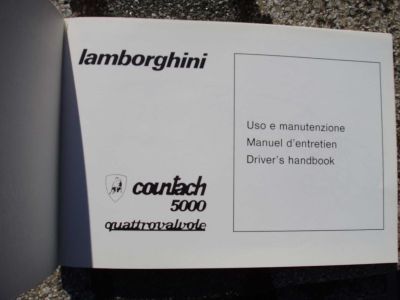 lamborghini
countach
5000
quattrovalvole
Uso e manutenzione
Manuel d'entretien
Driver's handbook